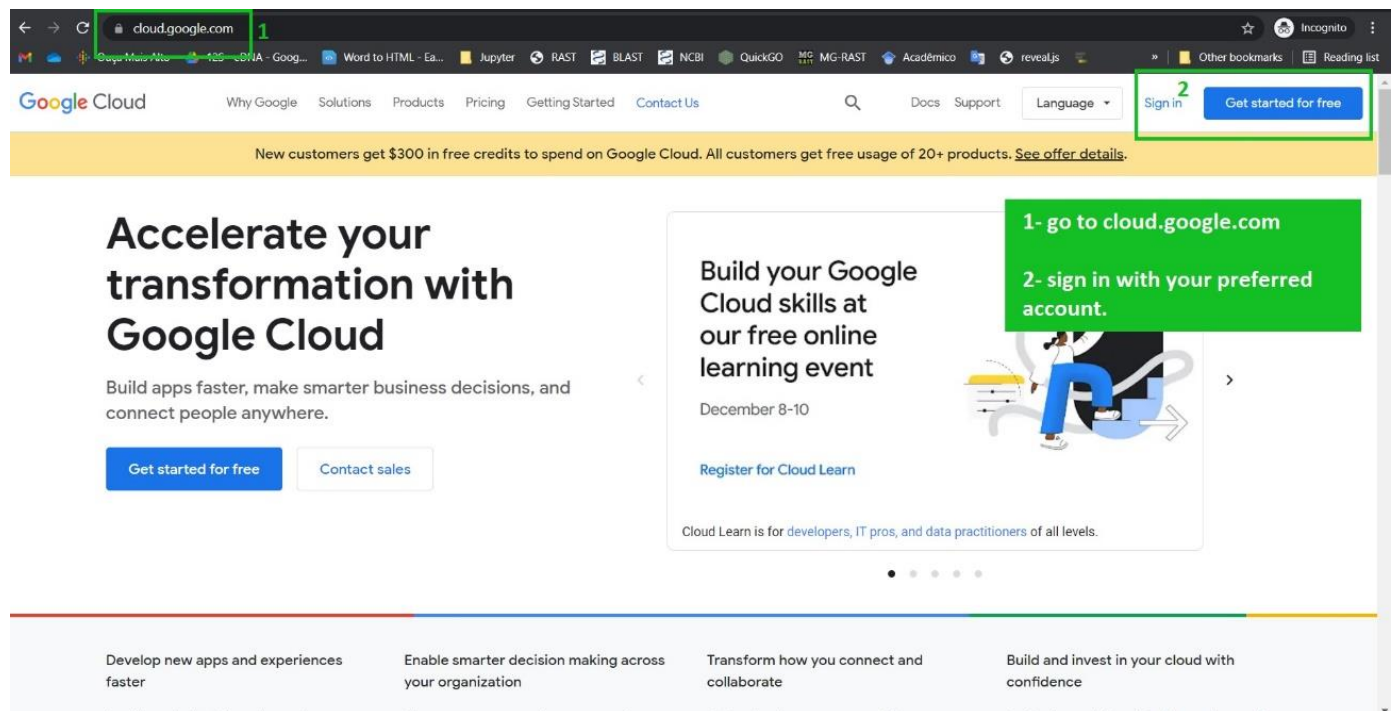 cloud.google.com 1
Incognito
125 - cDNA - Goog... Word to HTML - Ea... Jupyter RAST BLAST NCBI QuickGO MG-RAST Acadêmico reveal.js » Other bookmarks Reading list
Google Cloud Why Google Solutions Products Pricing Getting Started Contact Us Docs Support Language Sign in 2 Get started for free
New customers get $300 in free credits to spend on Google Cloud. All customers get free usage of 20+ products. See offer details.
Accelerate your
transformation with
Google Cloud
Build apps faster, make smarter business decisions, and
connect people anywhere.
Get started for free Contact sales
Build your Google
Cloud skills at
our free online
learning event
December 8-10
Register for Cloud Learn
Cloud Learn is for developers, IT pros, and data practitioners of all levels.
1- go to cloud.google.com
2- sign in with your preferred
account.
Develop new apps and experiences
faster
Enable smarter decision making across
your organization
Transform how you connect and
collaborate
Build and invest in your cloud with
confidence